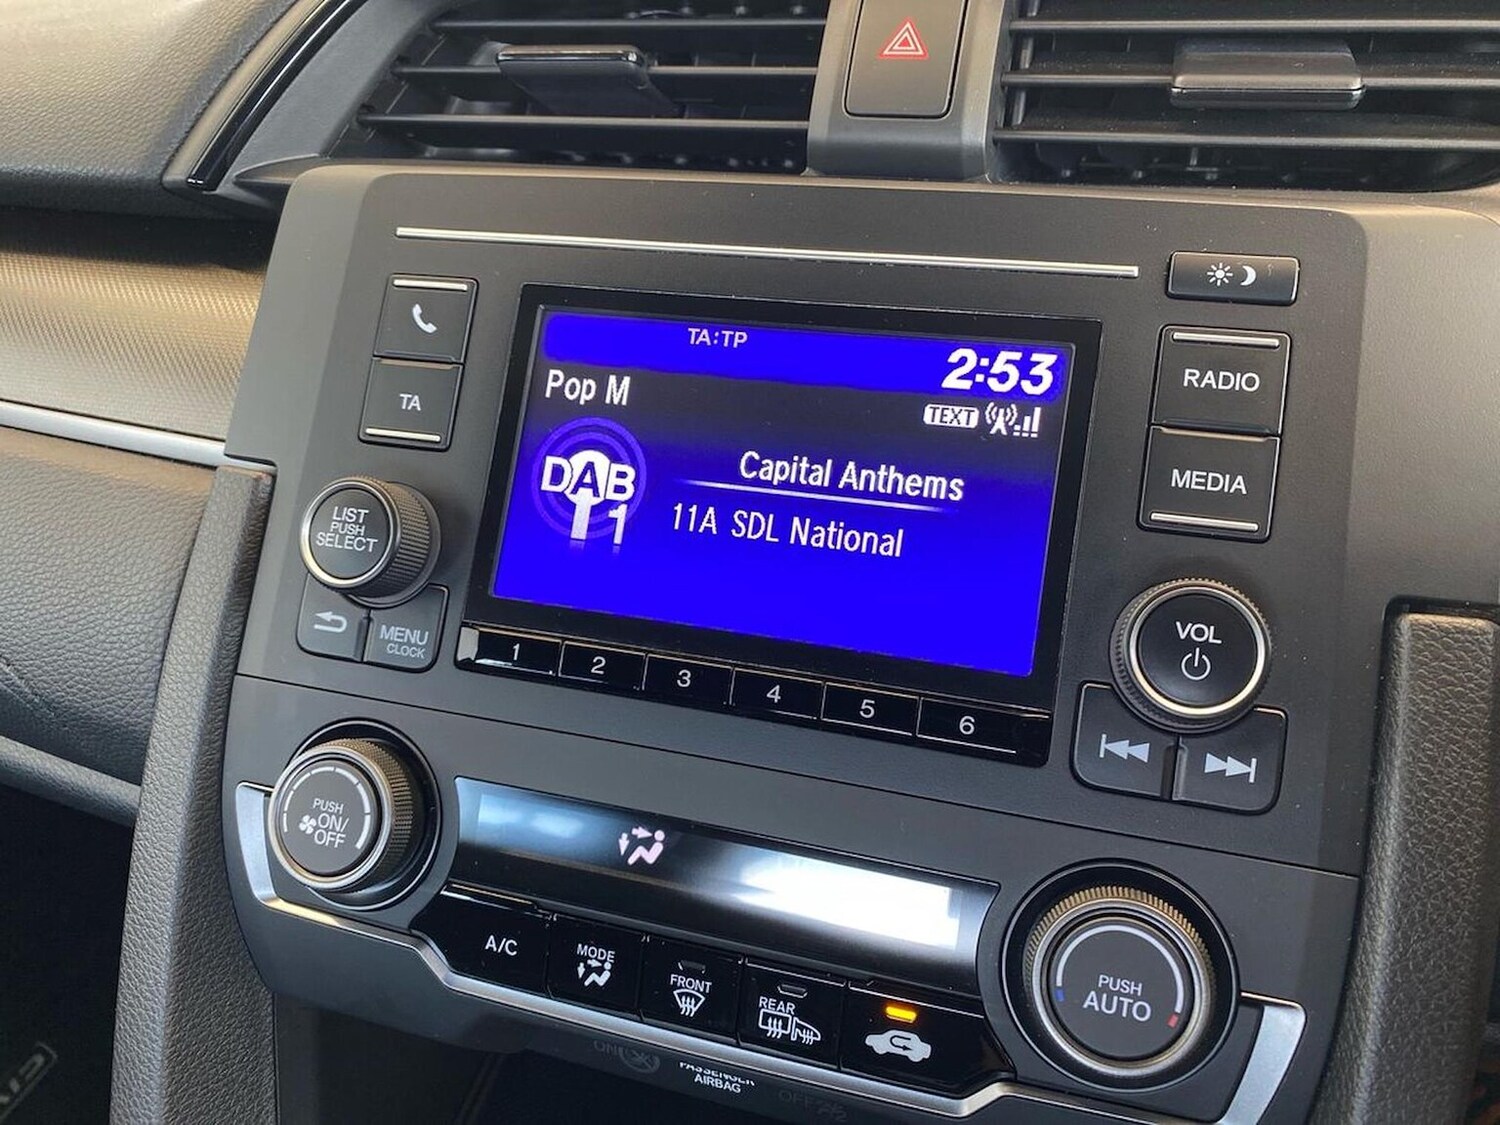 TA:TP
2:53
Pop M
TEXT
DAB
1
Capital Anthems
11A SDL National
TA
LIST
PUSH
SELECT
MENU
CLOCK
RADIO
MEDIA
VOL
1 2 3 4 5 6
PUSH
ON/
OFF
A/C
MODE
FRONT
REAR
PUSH
AUTO
ON
PASSENGER
AIRBAG
OFF